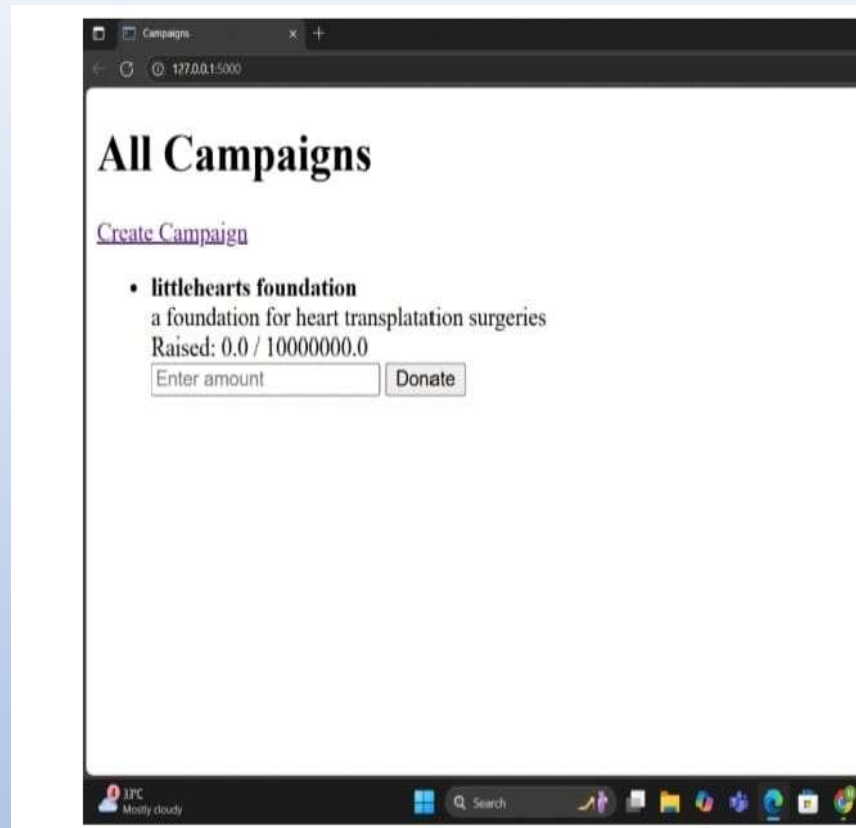 Campaigns
127.0.0.1:5000
All Campaigns
Create Campaign
littlehearts foundation
a foundation for heart transplatation surgeries
Raised: 0.0 / 10000000.0
Enter amount Donate
Mostly cloudy
Search